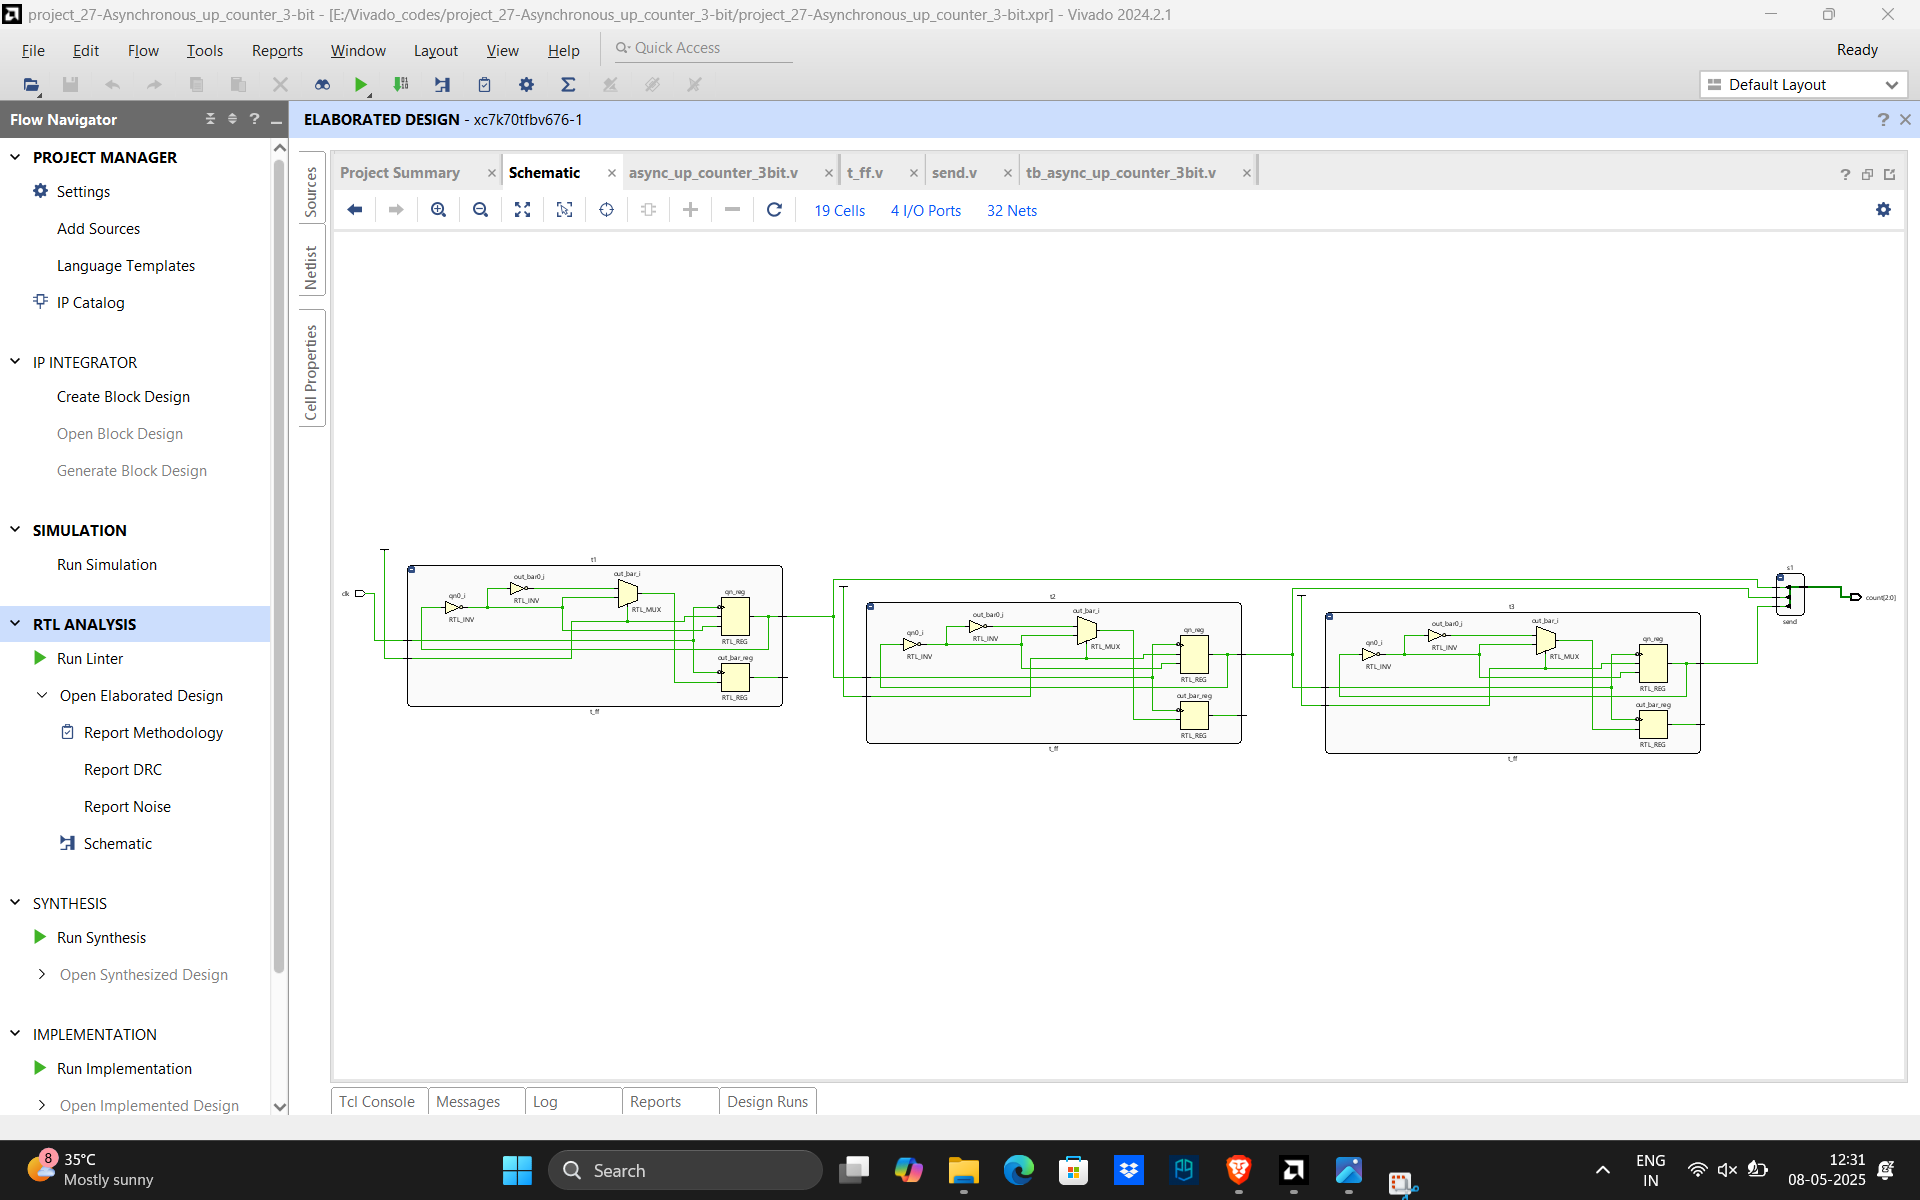 project_27-Asynchronous_up_counter_3-bit - [E:/Vivado_codes/project_27-Asynchronous_up_counter_3-bit/project_27-Asynchronous_up_counter_3-bit.xpr] - Vivado 2024.2.1
File Edit Flow Tools Reports Window Layout View Help Quick Access Ready
Default Layout
Flow Navigator ?
ELABORATED DESIGN - xc7k70tfbv676-1 ?
PROJECT MANAGER
Settings
Add Sources
Language Templates
IP Catalog
IP INTEGRATOR
Create Block Design
Open Block Design
Generate Block Design
SIMULATION
Run Simulation
RTL ANALYSIS
Run Linter
Open Elaborated Design
Report Methodology
Report DRC
Report Noise
Schematic
SYNTHESIS
Run Synthesis
Open Synthesized Design
IMPLEMENTATION
Run Implementation
Open Implemented Design
Sources
Netlist
Cell Properties
Project Summary Schematic async_up_counter_3bit.v t_ff.v send.v tb_async_up_counter_3bit.v ?
19 Cells 4 I/O Ports 32 Nets
clk
t1
qn0_i
RTL_INV
out_bar0_i
RTL_INV
out_bar_i
RTL_MUX
qn_reg
RTL_REG
out_bar_reg
RTL_REG
t_ff
t2
qn0_i
RTL_INV
out_bar0_i
RTL_INV
out_bar_i
RTL_MUX
qn_reg
RTL_REG
out_bar_reg
RTL_REG
t_ff
t3
qn0_i
RTL_INV
out_bar0_i
RTL_INV
out_bar_i
RTL_MUX
qn_reg
RTL_REG
out_bar_reg
RTL_REG
t_ff
s1
send
count[2:0]
Tcl Console Messages Log Reports Design Runs
8
35°C
Mostly sunny
Search
ENG
IN
12:31
08-05-2025